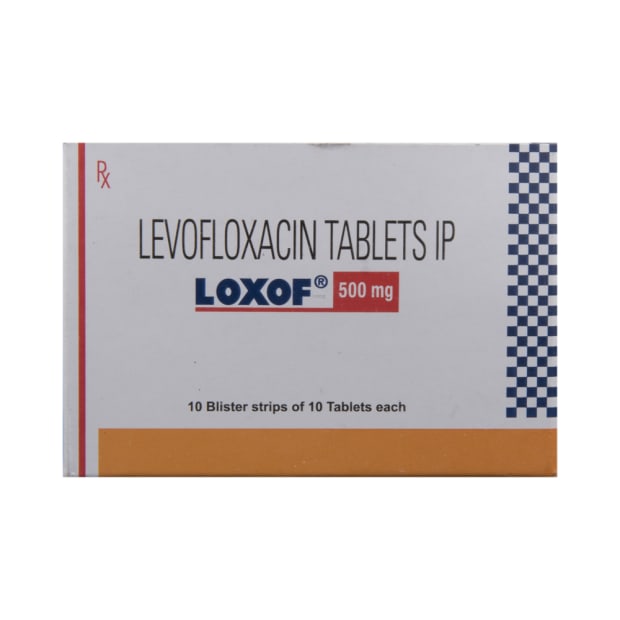 Rx
LEVOFLOXACIN TABLETS IP
LOXOF® 500 mg
10 Blister strips of 10 Tablets each